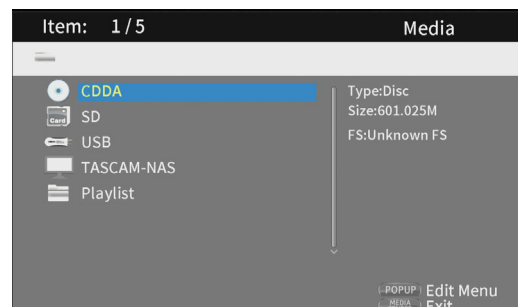 Item: 1/5 Media
CDDA
Card SD
USB
TASCAM-NAS
Playlist
Type:Disc
Size:601.025M
FS:Unknown FS
POPUP Edit Menu
MEDIA Exit